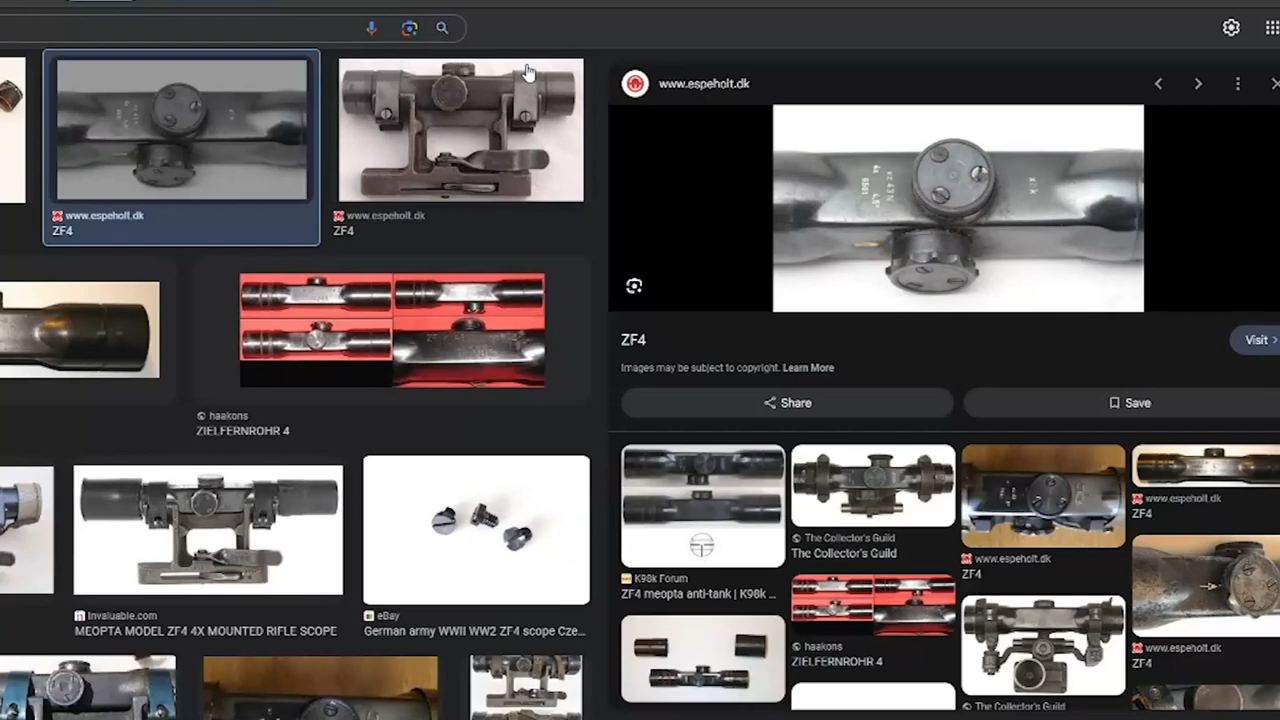 www.espeholt.dk
ZF4
www.espeholt.dk
ZF4
haakons
ZIELFERNROHR 4
Invaluable.com
MEOPTA MODEL ZF4 4X MOUNTED RIFLE SCOPE
eBay
German army WWII WW2 ZF4 scope Cze...
www.espeholt.dk
ZF4
Visit
Images may be subject to copyright. Learn More
Share
Save
K98k Forum
ZF4 meopta anti-tank | K98k ...
The Collector's Guild
The Collector's Guild
haakons
ZIELFERNROHR 4
www.espeholt.dk
ZF4
The Collector's Guild
www.espeholt.dk
ZF4
www.espeholt.dk
ZF4